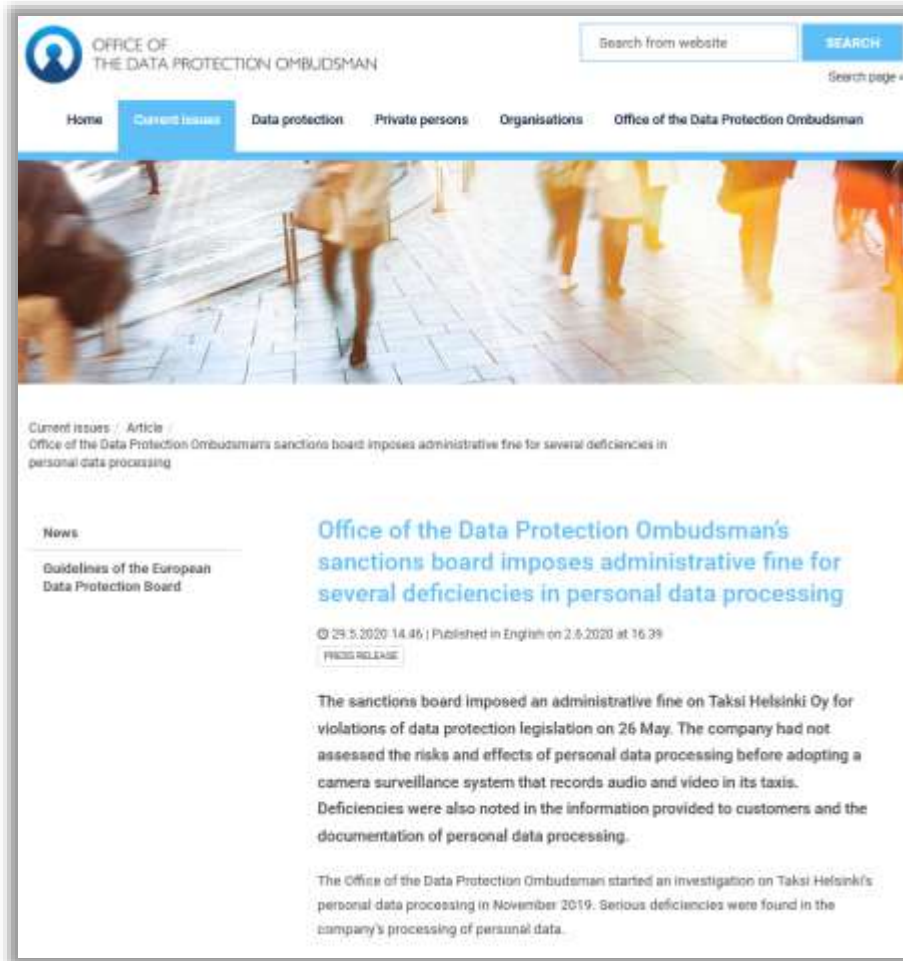 OFFICE OF
THE DATA PROTECTION OMBUDSMAN
Search from website
SEARCH
Search page
Home
Current issues
Data protection
Private persons
Organisations
Office of the Data Protection Ombudsman
Current issues / Article /
Office of the Data Protection Ombudsman's sanctions board imposes administrative fine for several deficiencies in
personal data processing
News
Guidelines of the European
Data Protection Board
Office of the Data Protection Ombudsman's
sanctions board imposes administrative fine for
several deficiencies in personal data processing
29.5.2020 14.46 | Published in English on 2.6.2020 at 16.39
PRESS RELEASE
The sanctions board imposed an administrative fine on Taksi Helsinki Oy for
violations of data protection legislation on 26 May. The company had not
assessed the risks and effects of personal data processing before adopting a
camera surveillance system that records audio and video in its taxis.
Deficiencies were also noted in the information provided to customers and the
documentation of personal data processing.
The Office of the Data Protection Ombudsman started an investigation on Taksi Helsinki's
personal data processing in November 2019. Serious deficiencies were found in the
company's processing of personal data.